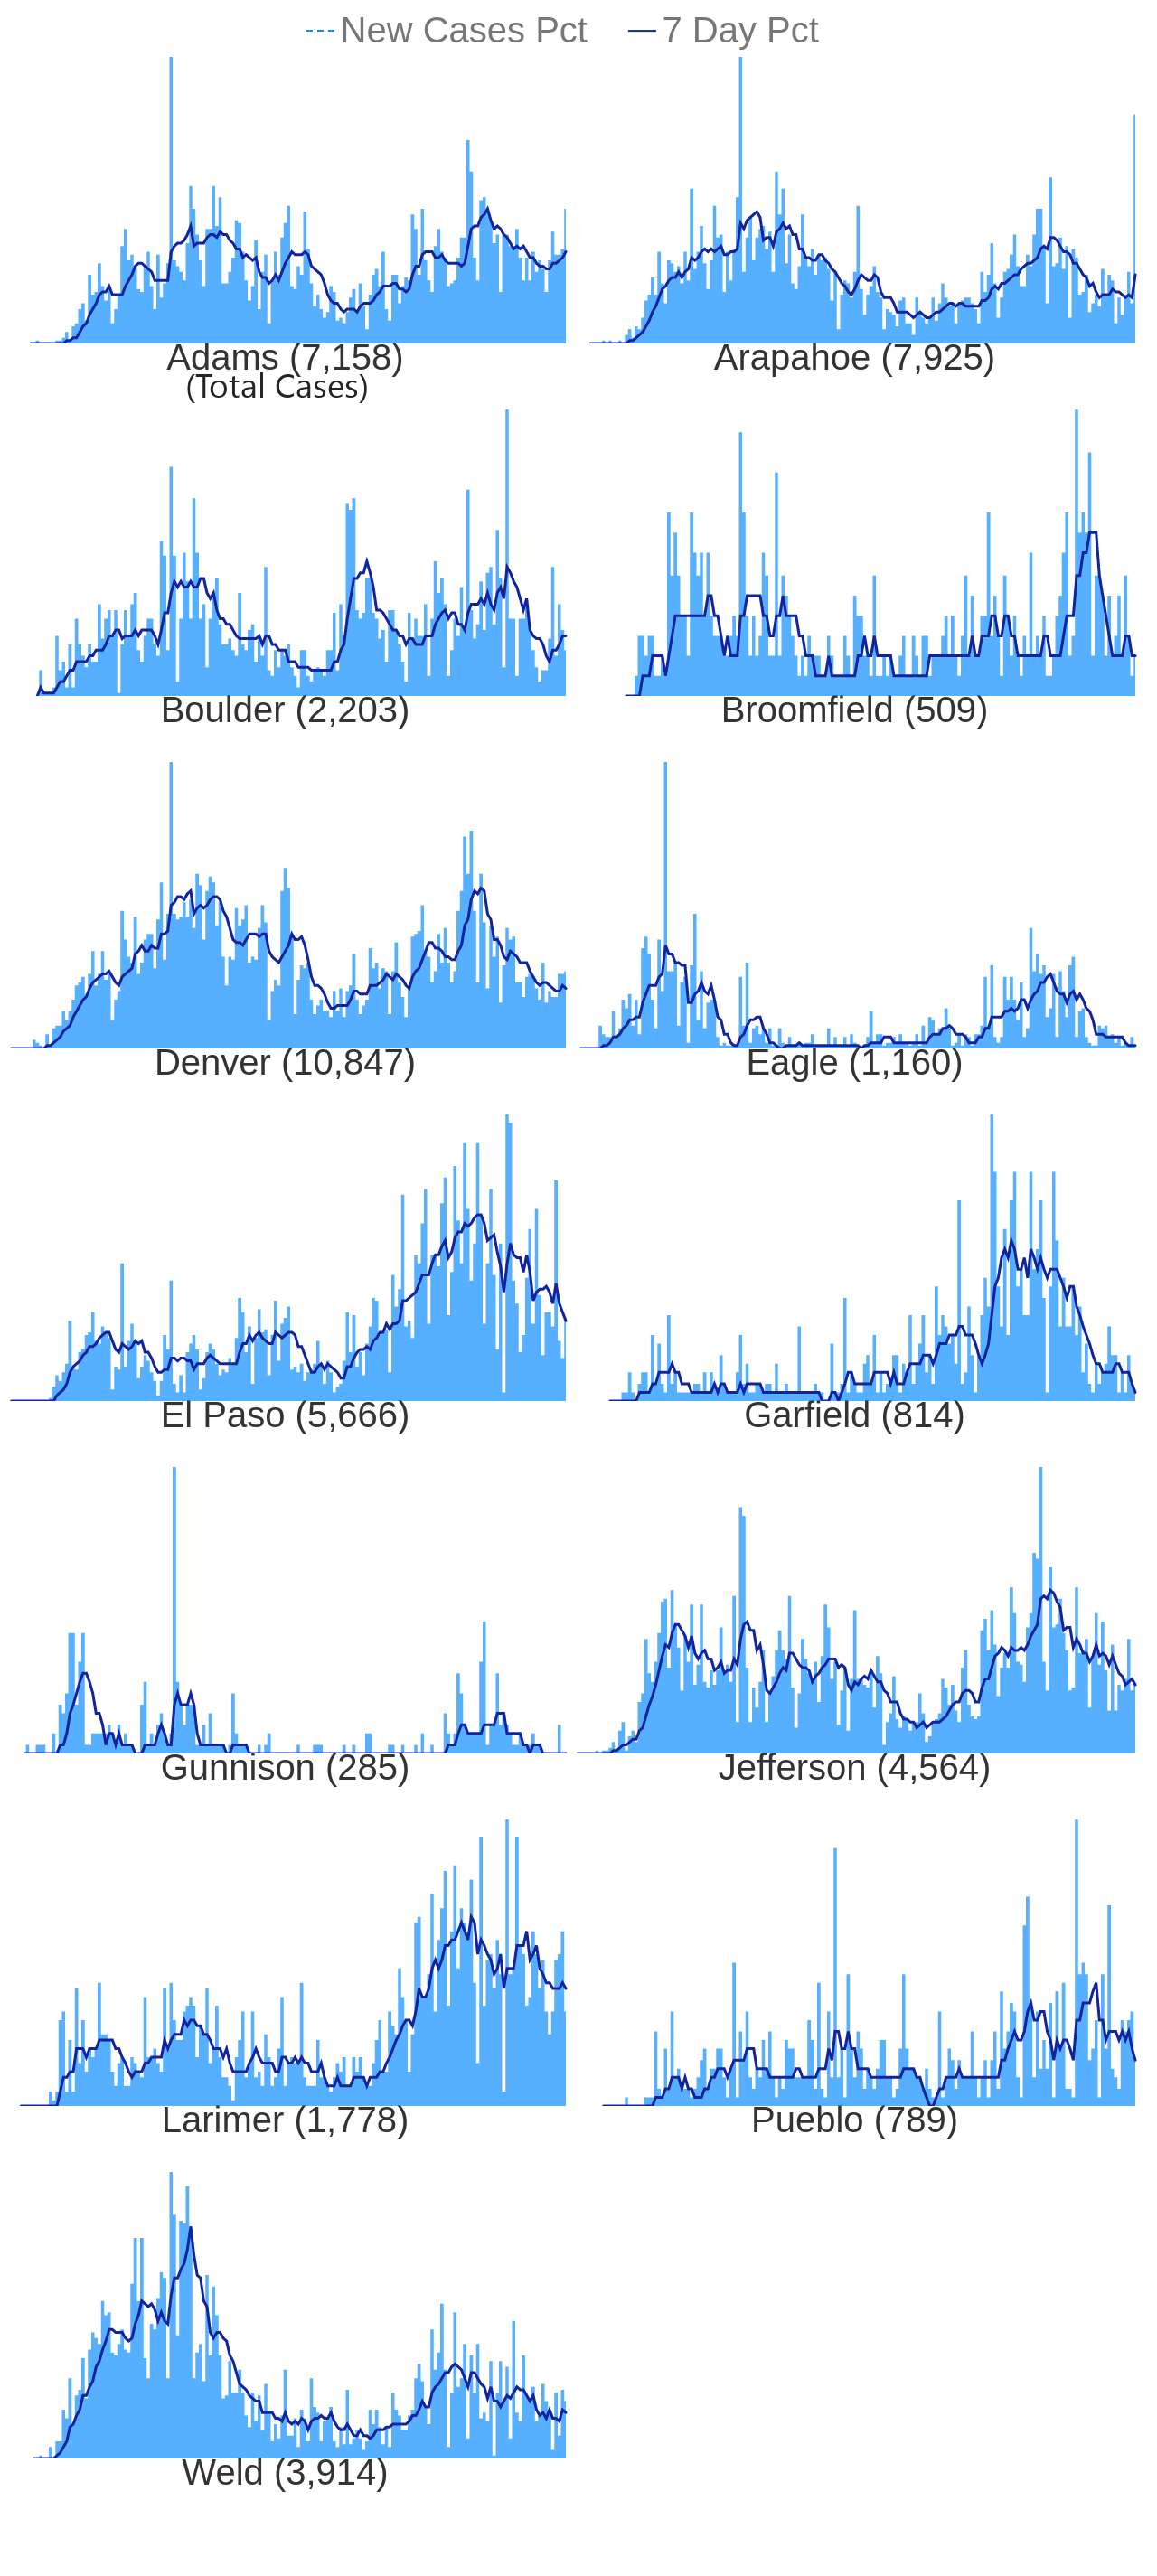 New Cases Pct 7 Day Pct
Adams (7,158) Arapahoe (7,925)
(Total Cases)
Boulder (2,203) Broomfield (509)
Denver (10,847) Eagle (1,160)
El Paso (5,666) Garfield (814)
Gunnison (285) Jefferson (4,564)
Larimer (1,778) Pueblo (789)
Weld (3,914)